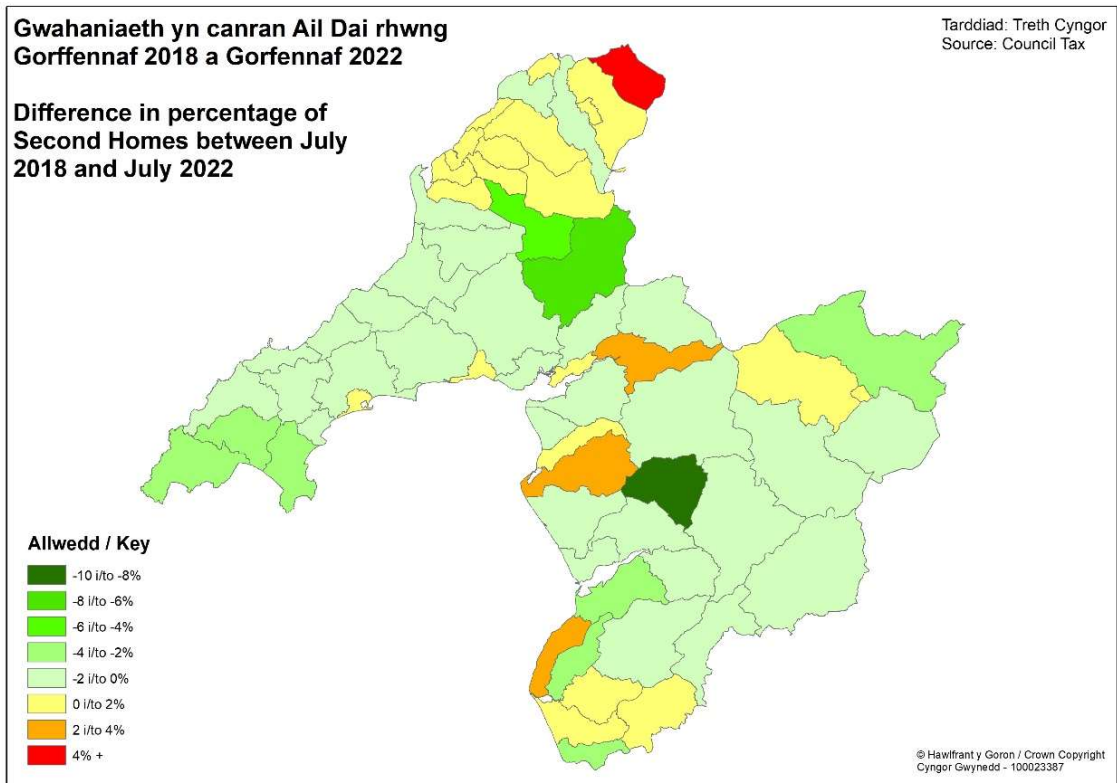 Gwahaniaeth yn canran Ail Dai rhwng
Gorffennaf 2018 a Gorfennaf 2022
Difference in percentage of
Second Homes between July
2018 and July 2022
Tarddiad: Treth Cyngor
Source: Council Tax
Allwedd / Key
-10 i/to -8%
-8 i/to -6%
-6 i/to -4%
-4 i/to -2%
-2 i/to 0%
0 i/to 2%
2 i/to 4%
4% +
© Hawlfrant y Goron / Crown Copyright
Cyngor Gwynedd - 100023387